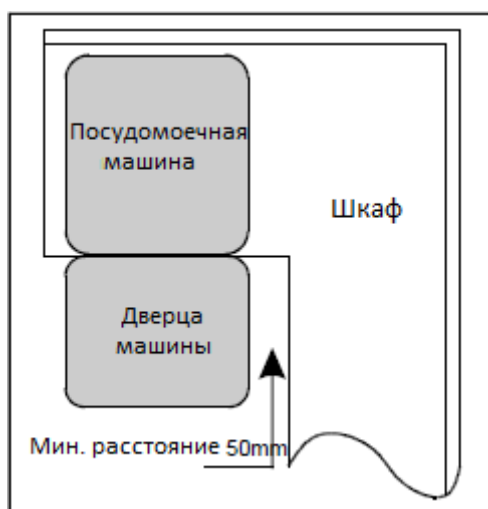 Посудомоечная
машина
Шкаф
Дверца
машины
Мин. расстояние 50mm